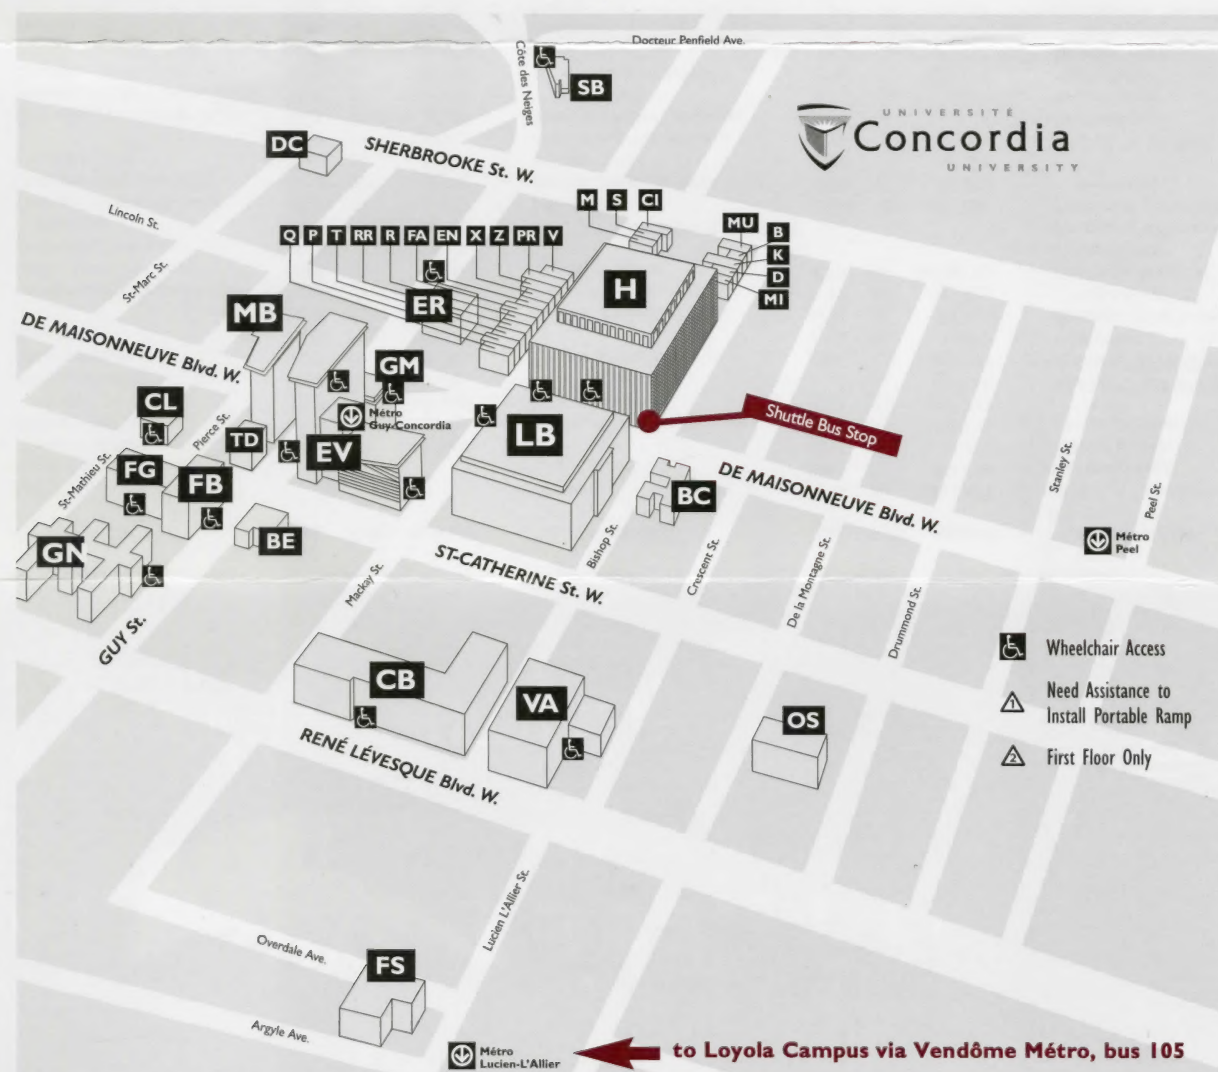 Docteur Penfield Ave.
Côte des Neiges
SB
UNIVERSITÉ
Concordia
UNIVERSITY
DC
SHERBROOKE St. W.
Lincoln St.
M
S
CI
MU
B
K
D
MI
Q
P
T
RR
R
FA
EN
X
Z
PR
V
H
ER
St-Marc St.
MB
DE MAISONNEUVE Blvd. W.
GM
CL
Pierce St.
Métro
Guy-Concordia
Shuttle Bus Stop
TD
EV
LB
St-Mathieu St.
FG
FB
BC
DE MAISONNEUVE Blvd. W.
Stanley St.
Peel St.
Métro
Peel
BE
GN
ST-CATHERINE St. W.
Bishop St.
Crescent St.
De la Montagne St.
Drummond St.
Mackay St.
GUY St.
Wheelchair Access
1
Need Assistance to
Install Portable Ramp
2
First Floor Only
CB
VA
OS
RENÉ LÉVESQUE Blvd. W.
Lucien L'Allier St.
Overdale Ave.
FS
Argyle Ave.
Métro
Lucien-L'Allier
to Loyola Campus via Vendôme Métro, bus 105